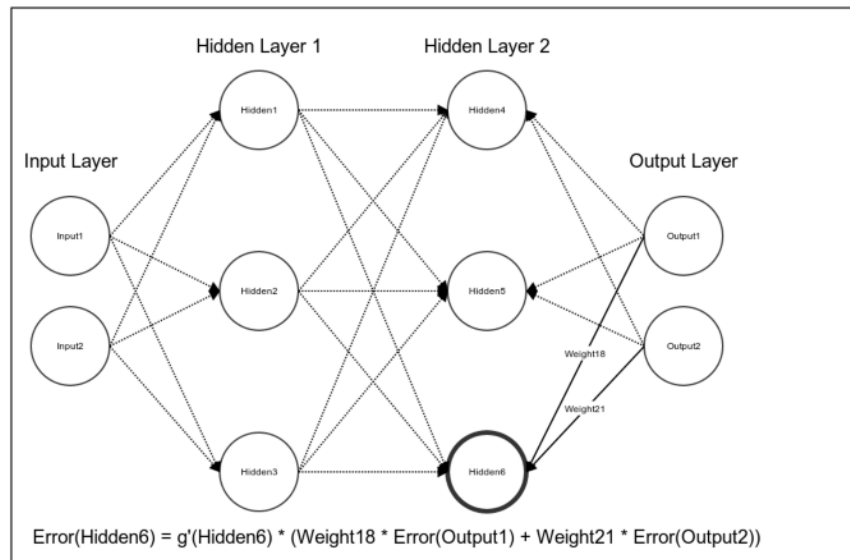 Hidden Layer 1
Hidden Layer 2
Hidden1
Hidden4
Input Layer
Output Layer
Input1
Output1
Hidden2
Hidden5
Input2
Output2
Weight18
Weight21
Hidden3
Hidden6
Error(Hidden6) = g'(Hidden6) * (Weight18 * Error(Output1) + Weight21 * Error(Output2))